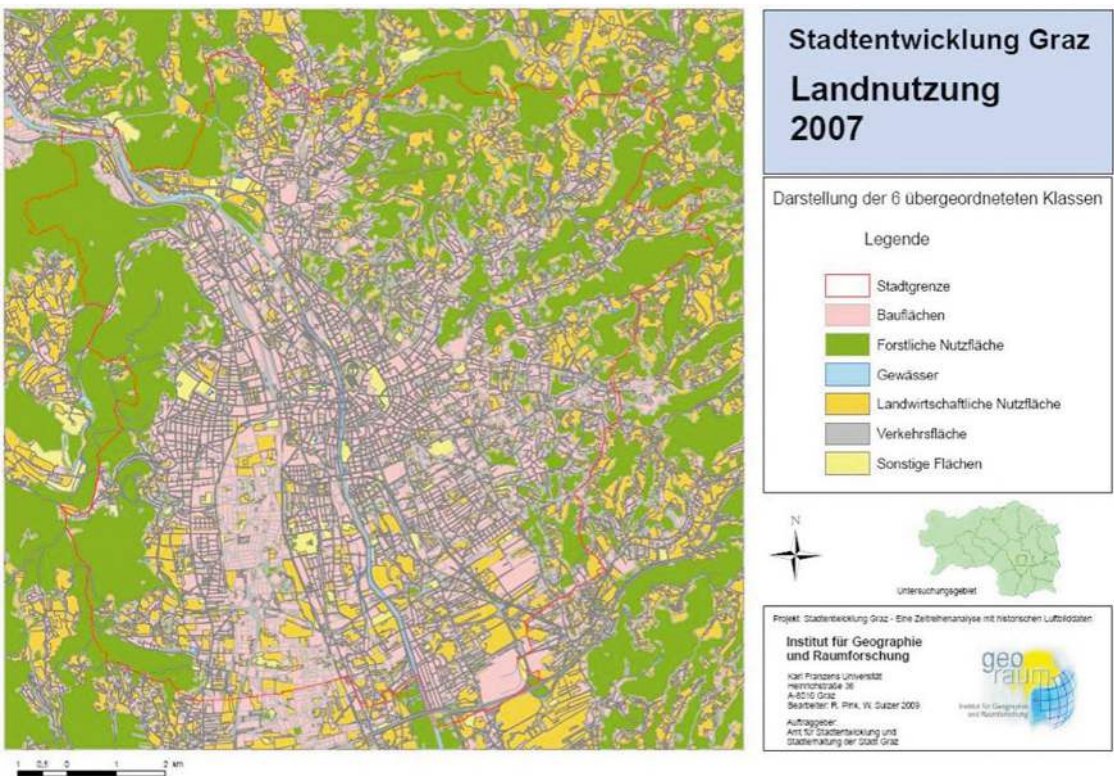 Stadtentwicklung Graz
Landnutzung
2007
Darstellung der 6 übergeordneteten Klassen
Legende
Stadtgrenze
Bauflächen
Forstliche Nutzfläche
Gewässer
Landwirtschaftliche Nutzfläche
Verkehrsfläche
Sonstige Flächen
N
Untersuchungsgebiet
Projekt: Stadtentwicklung Graz - Eine Zeitreihenanalyse mit historischen Luftbilddaten
Institut für Geographie
und Raumforschung
Karl Franzens Universität
Heinrichstraße 36
A-8010 Graz
Bearbeiter: R. Pink, W. Sulzer 2009
Auftraggeber:
Amt für Stadtentwicklung und
Stadterhaltung der Stadt Graz
geo
raum
Institut für Geographie
und Raumforschung
1 0,5 0 1 2 km